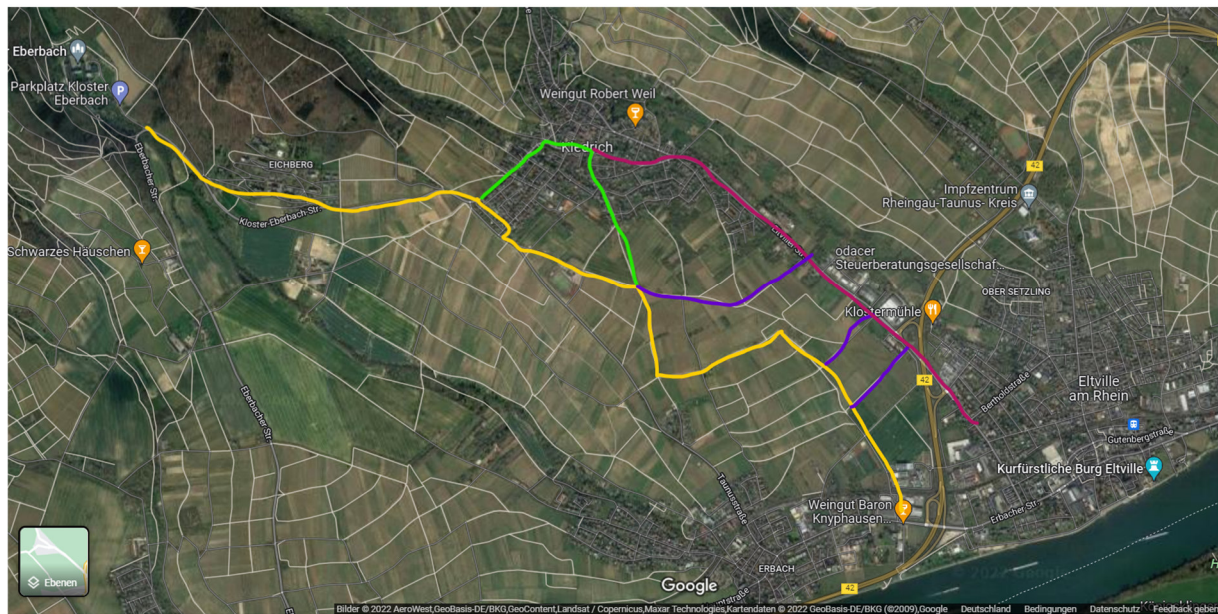 r Eberbach
Parkplatz Kloster
Eberbach
Eberbacher Str.
EICHBERG
Kloster-Eberbach-Str.
Schwarzes Häuschen
Weingut Robert Weil
Kiedrich
42
Impfzentrum
Rheingau-Taunus- Kreis
odacer
Steuerberatungsgesellschaf...
OBER SETZLING
Klostermühle
42
Bertholdstraße
Eltville
am Rhein
Gutenbergstraße
Kurfürstliche Burg Eltville
Eberbacher Str.
Taunusstraße
Weingut Baron
Knyphausen...
Erbacher Str.
ERBACH
42
Ebenen
Google
Bilder © 2022 AeroWest,GeoBasis-DE/BKG,GeoContent,Landsat / Copernicus,Maxar Technologies,Kartendaten © 2022 GeoBasis-DE/BKG (©2009),Google Deutschland Bedingungen Datenschutz Feedback geben